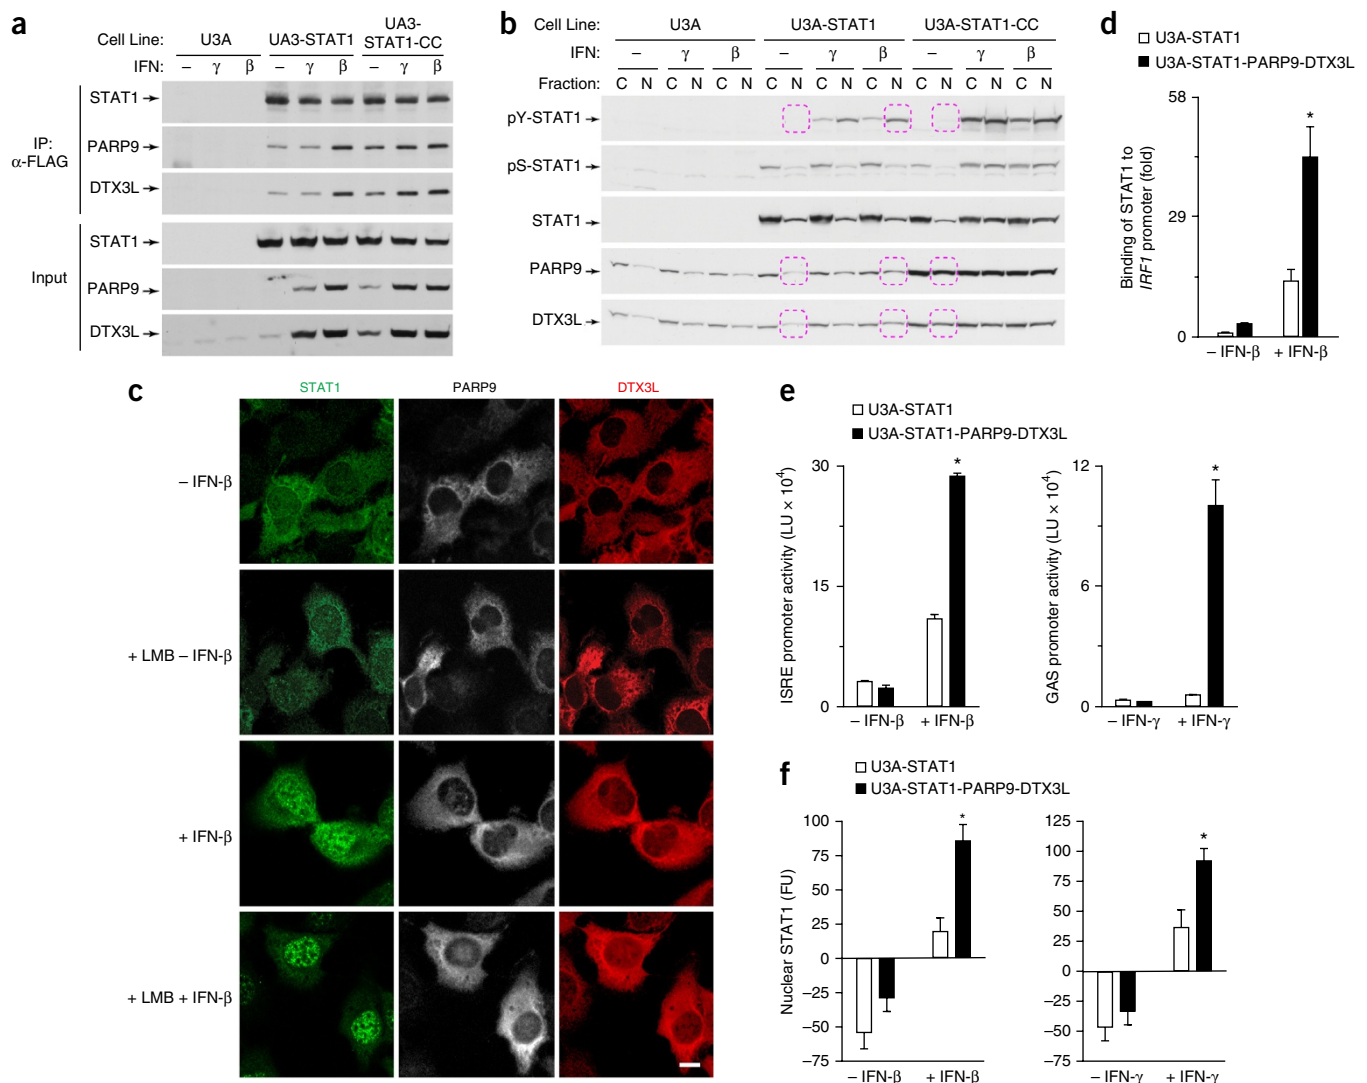 a
Cell Line: U3A UA3-STAT1 UA3-
STAT1-CC
IFN: – γ β – γ β – γ β
IP:
α-FLAG
STAT1
PARP9
DTX3L
Input
STAT1
PARP9
DTX3L
b
Cell Line: U3A U3A-STAT1 U3A-STAT1-CC
IFN: – γ β – γ β – γ β
Fraction: C N C N C N C N C N C N C N C N C N
pY-STAT1
pS-STAT1
STAT1
PARP9
DTX3L
c
STAT1 PARP9 DTX3L
– IFN-β
+ LMB – IFN-β
+ IFN-β
+ LMB + IFN-β
d
U3A-STAT1
U3A-STAT1-PARP9-DTX3L
Binding of STAT1 to
IRF1 promoter (fold)
58
29
0
*
– IFN-β + IFN-β
e
U3A-STAT1
U3A-STAT1-PARP9-DTX3L
ISRE promoter activity (LU × 10⁴)
30
15
0
*
– IFN-β + IFN-β
GAS promoter activity (LU × 10⁴)
12
6
0
*
– IFN-γ + IFN-γ
f
U3A-STAT1
U3A-STAT1-PARP9-DTX3L
Nuclear STAT1 (FU)
100
75
50
25
0
–25
–50
–75
*
– IFN-β + IFN-β
125
100
75
50
25
0
–25
–50
–75
*
– IFN-γ + IFN-γ